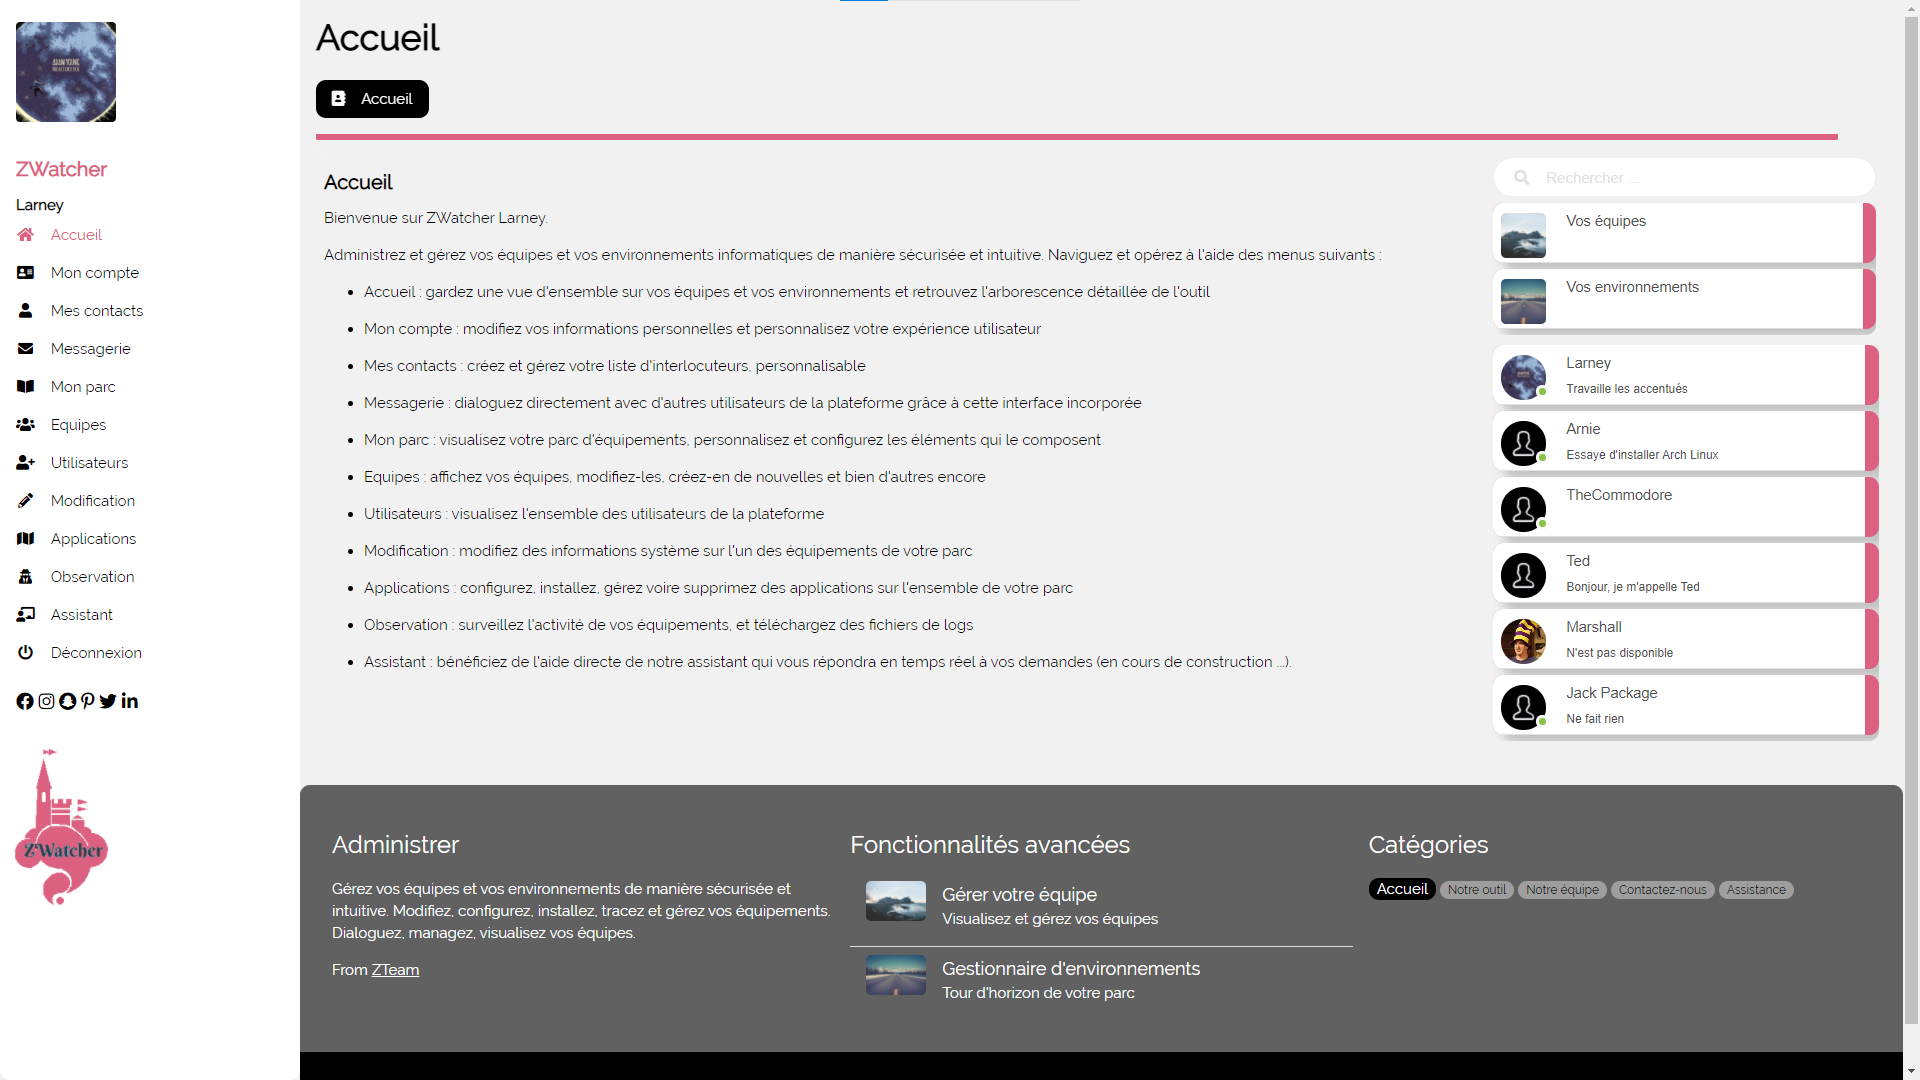 ZWatcher
Larney
Accueil
Mon compte
Mes contacts
Messagerie
Mon parc
Equipes
Utilisateurs
Modification
Applications
Observation
Assistant
Déconnexion
ZWatcher
Accueil
Accueil
Accueil
Bienvenue sur ZWatcher Larney.
Administrez et gérez vos équipes et vos environnements informatiques de manière sécurisée et intuitive. Naviguez et opérez à l'aide des menus suivants :
Accueil : gardez une vue d'ensemble sur vos équipes et vos environnements et retrouvez l'arborescence détaillée de l'outil
Mon compte : modifiez vos informations personnelles et personnalisez votre expérience utilisateur
Mes contacts : créez et gérez votre liste d'interlocuteurs, personnalisable
Messagerie : dialoguez directement avec d'autres utilisateurs de la plateforme grâce à cette interface incorporée
Mon parc : visualisez votre parc d'équipements, personnalisez et configurez les éléments qui le composent
Equipes : affichez vos équipes, modifiez-les, créez-en de nouvelles et bien d'autres encore
Utilisateurs : visualisez l'ensemble des utilisateurs de la plateforme
Modification : modifiez des informations système sur l'un des équipements de votre parc
Applications : configurez, installez, gérez voire supprimez des applications sur l'ensemble de votre parc
Observation : surveillez l'activité de vos équipements, et téléchargez des fichiers de logs
Assistant : bénéficiez de l'aide directe de notre assistant qui vous répondra en temps réel à vos demandes (en cours de construction ...).
Rechercher ...
Vos équipes
Vos environnements
Larney
Travaille les accentués
Arnie
Essaye d'installer Arch Linux
TheCommodore
Ted
Bonjour, je m'appelle Ted
Marshall
N'est pas disponible
Jack Package
Ne fait rien
Administrer
Gérez vos équipes et vos environnements de manière sécurisée et
intuitive. Modifiez, configurez, installez, tracez et gérez vos équipements.
Dialoguez, managez, visualisez vos équipes.
From ZTeam
Fonctionnalités avancées
Gérer votre équipe
Visualisez et gérez vos équipes
Gestionnaire d'environnements
Tour d'horizon de votre parc
Catégories
Accueil Notre outil Notre équipe Contactez-nous Assistance